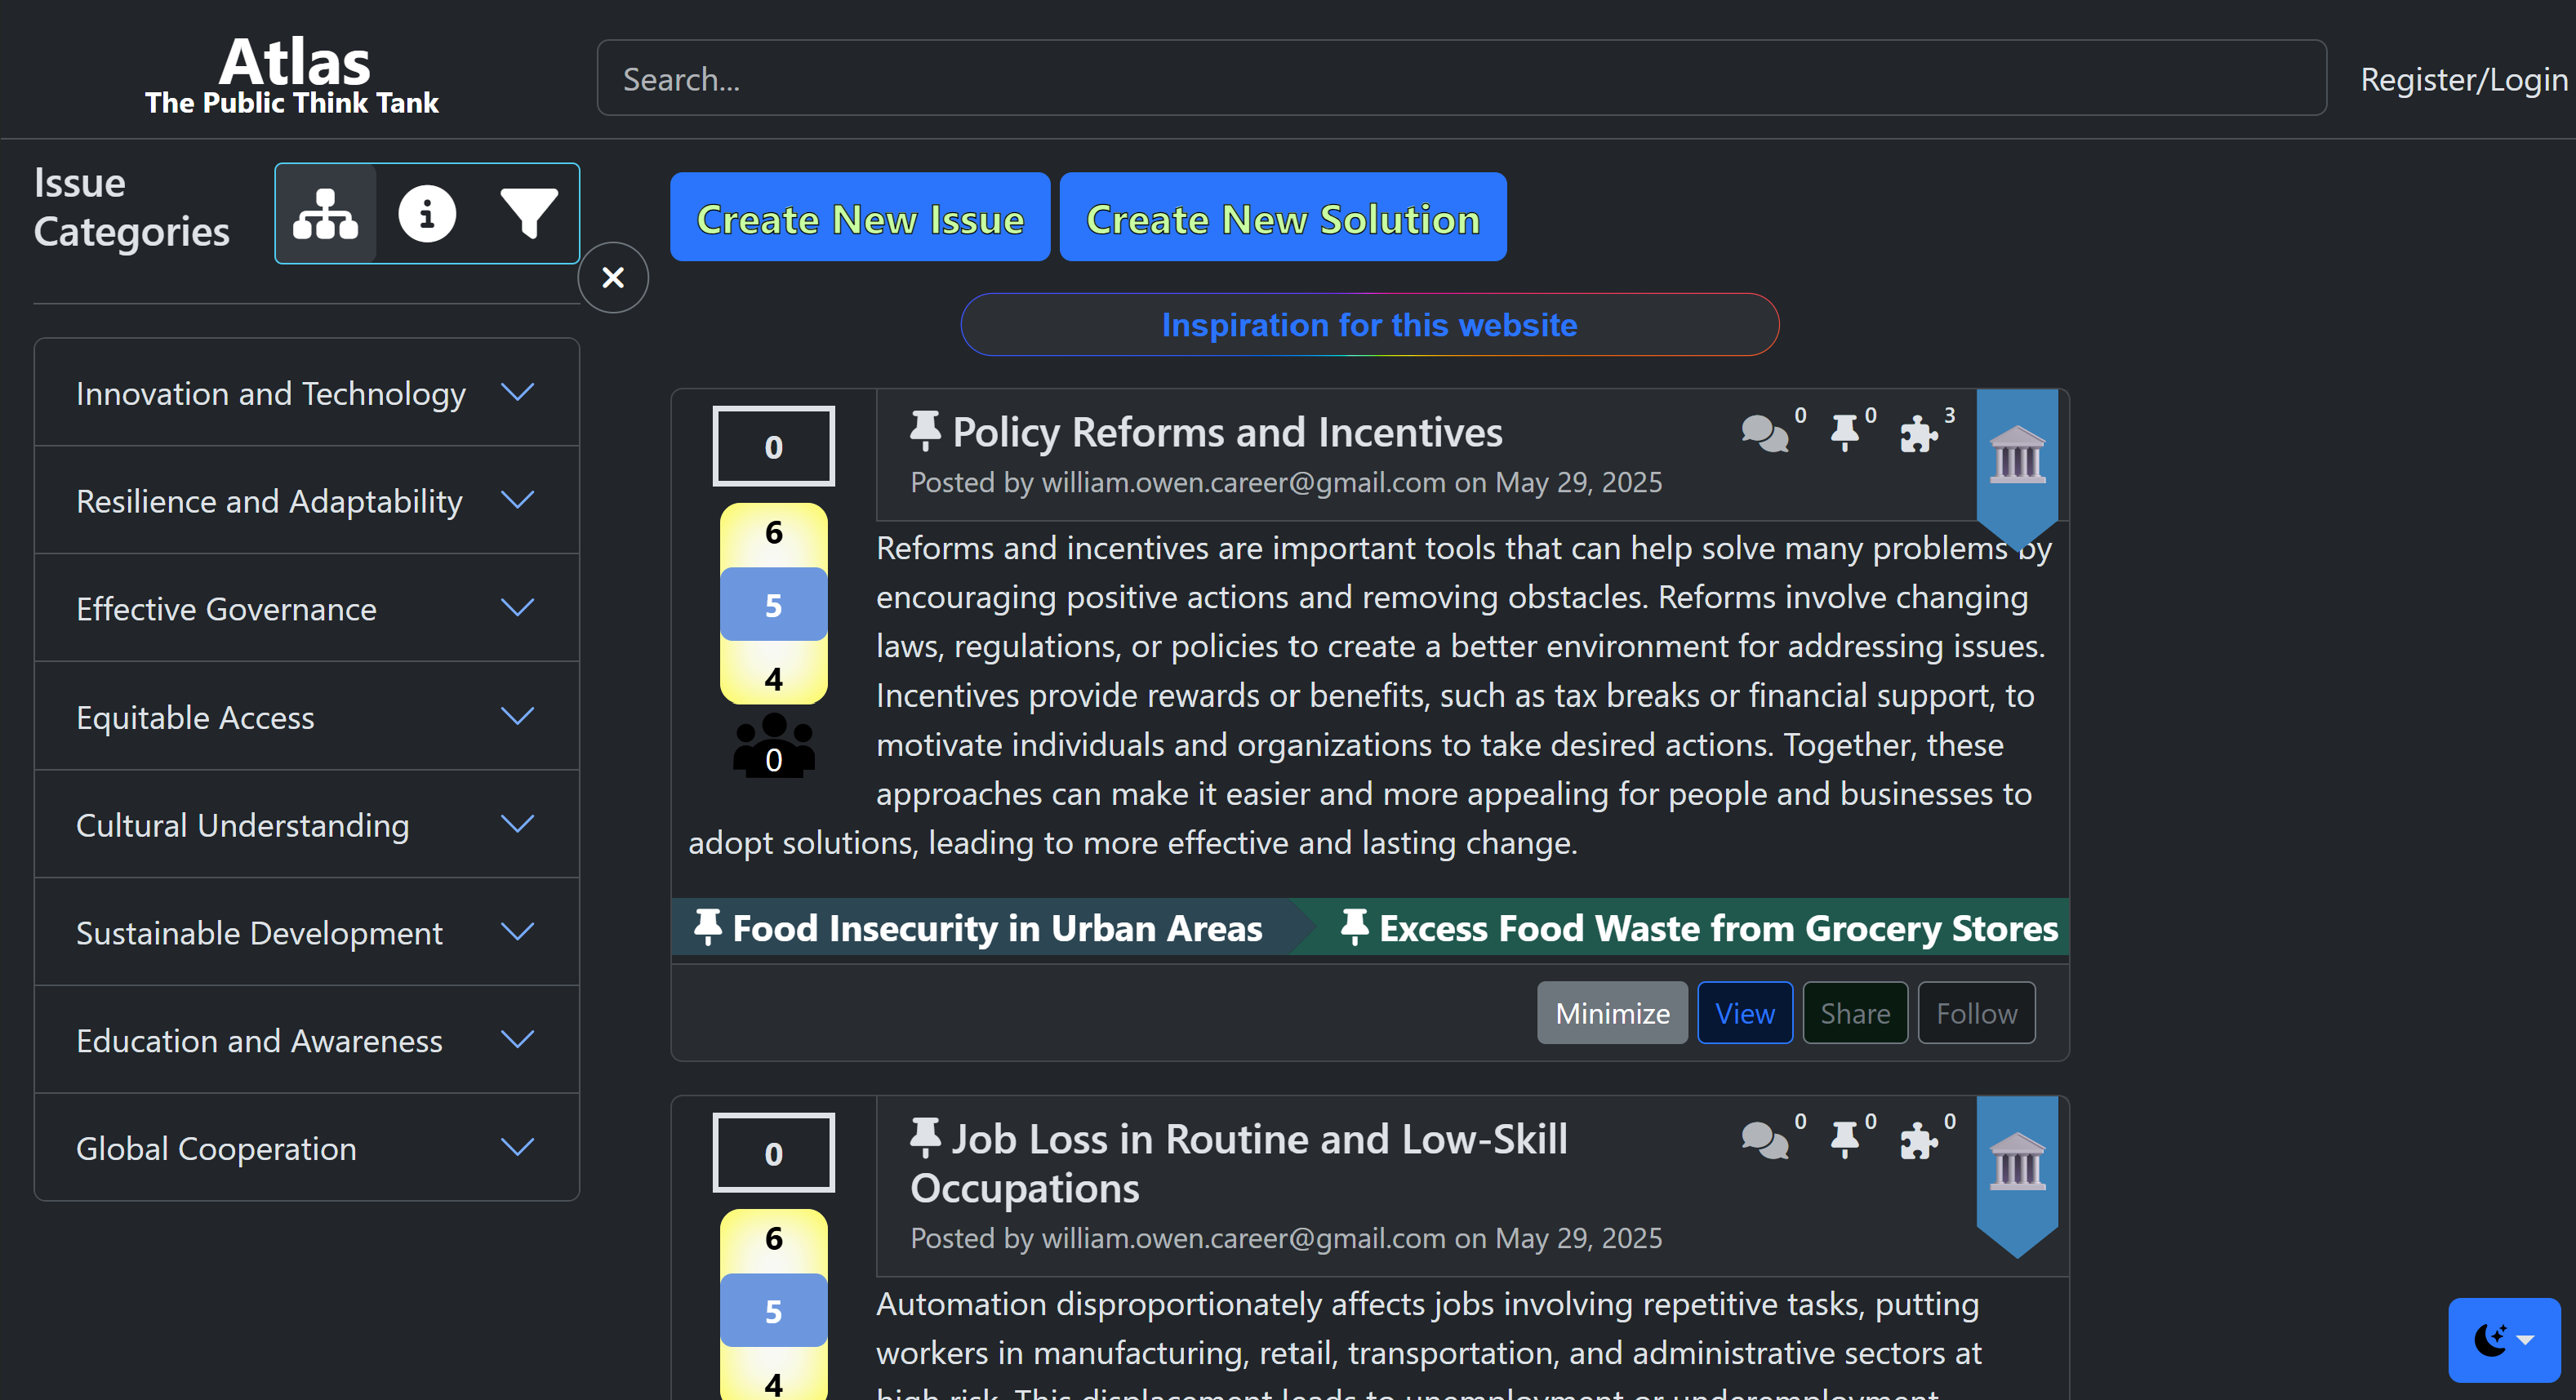 Atlas
The Public Think Tank
Search...
Register/Login
Issue
Categories
Innovation and Technology
Resilience and Adaptability
Effective Governance
Equitable Access
Cultural Understanding
Sustainable Development
Education and Awareness
Global Cooperation
Create New Issue
Create New Solution
Inspiration for this website
0
6
5
4
0
Policy Reforms and Incentives
0
0
3
Posted by william.owen.career@gmail.com on May 29, 2025
Reforms and incentives are important tools that can help solve many problems by
encouraging positive actions and removing obstacles. Reforms involve changing
laws, regulations, or policies to create a better environment for addressing issues.
Incentives provide rewards or benefits, such as tax breaks or financial support, to
motivate individuals and organizations to take desired actions. Together, these
approaches can make it easier and more appealing for people and businesses to
adopt solutions, leading to more effective and lasting change.
Food Insecurity in Urban Areas
Excess Food Waste from Grocery Stores
Minimize
View
Share
Follow
0
6
5
4
Job Loss in Routine and Low-Skill
Occupations
0
0
0
Posted by william.owen.career@gmail.com on May 29, 2025
Automation disproportionately affects jobs involving repetitive tasks, putting
workers in manufacturing, retail, transportation, and administrative sectors at
high risk. This displacement leads to unemployment or underemployment